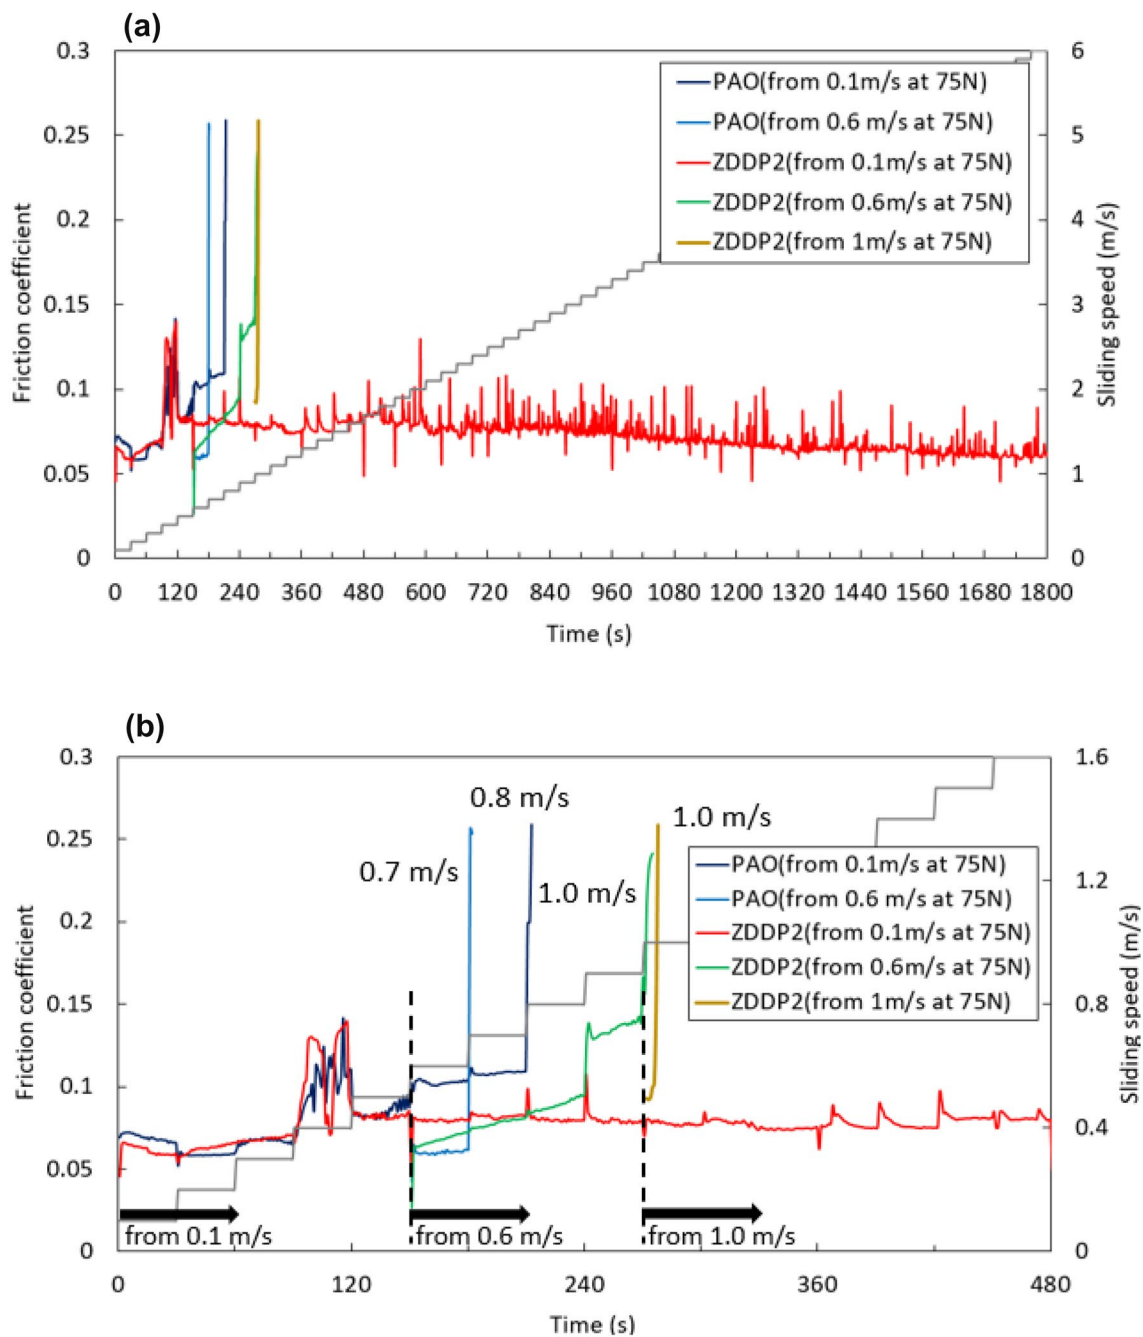 (a)
0.3
0.25
0.2
0.15
0.1
0.05
0
Friction coefficient
6
5
4
3
2
1
0
Sliding speed (m/s)
PAO(from 0.1m/s at 75N)
PAO(from 0.6 m/s at 75N)
ZDDP2(from 0.1m/s at 75N)
ZDDP2(from 0.6m/s at 75N)
ZDDP2(from 1m/s at 75N)
0 120 240 360 480 600 720 840 960 1080 1200 1320 1440 1560 1680 1800
Time (s)
(b)
0.3
0.25
0.2
0.15
0.1
0.05
0
Friction coefficient
1.6
1.2
0.8
0.4
0
Sliding speed (m/s)
0.8 m/s
1.0 m/s
0.7 m/s
1.0 m/s
PAO(from 0.1m/s at 75N)
PAO(from 0.6 m/s at 75N)
ZDDP2(from 0.1m/s at 75N)
ZDDP2(from 0.6m/s at 75N)
ZDDP2(from 1m/s at 75N)
from 0.1 m/s
from 0.6 m/s
from 1.0 m/s
0 120 240 360 480
Time (s)